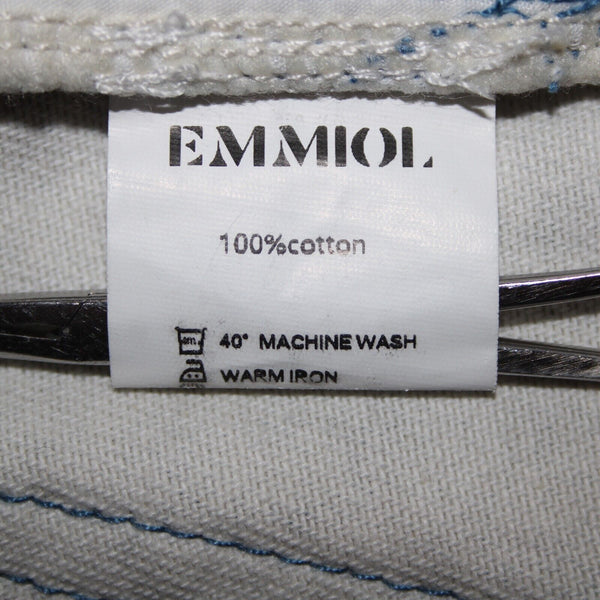 EMMIOL
100%cotton
40° MACHINE WASH
WARM IRON